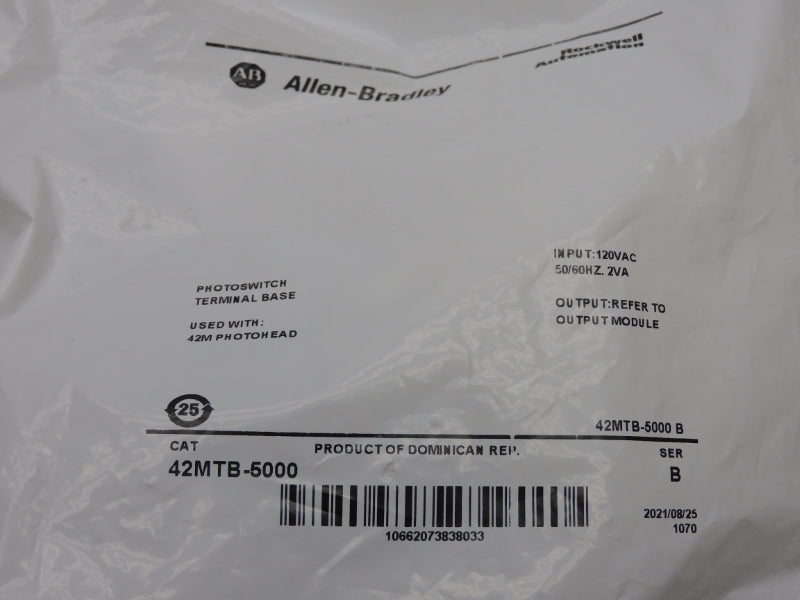 AB
Allen-Bradley
Rockwell
Automation
PHOTOSWITCH
TERMINAL BASE
USED WITH:
42M PHOTOHEAD
INPUT:120VAC
50/60HZ. 2VA
OUTPUT:REFER TO
OUTPUT MODULE
25
42MTB-5000 B
CAT
42MTB-5000
PRODUCT OF DOMINICAN REP.
SER
B
10662073838033
2021/08/25
1070